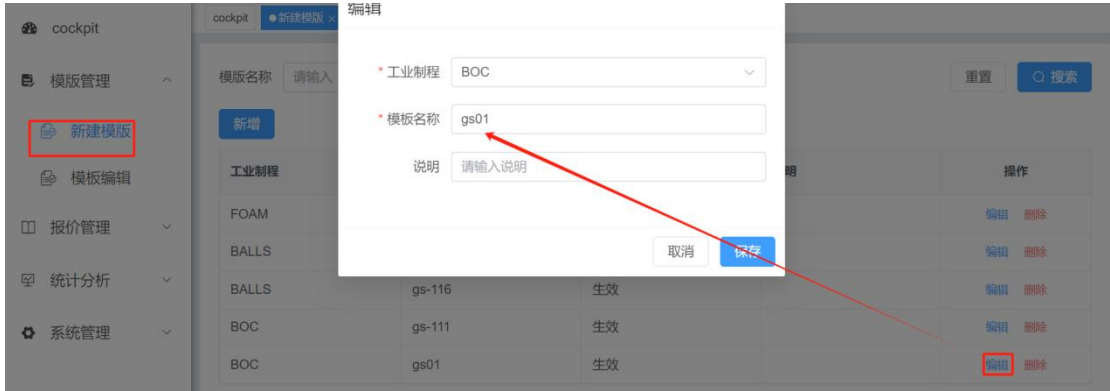 cockpit
模版管理
新建模版
模板编辑
报价管理
统计分析
系统管理
cockpit ●新建模版 ×
编辑
* 工业制程 BOC
* 模板名称 gs01
说明 请输入说明
取消 保存
模版名称 请输入 重置 搜索
新增
工业制程 明 操作
FOAM 编辑 删除
BALLS 编辑 删除
BALLS gs-116 生效 编辑 删除
BOC gs-111 生效 编辑 删除
BOC gs01 生效 编辑 删除